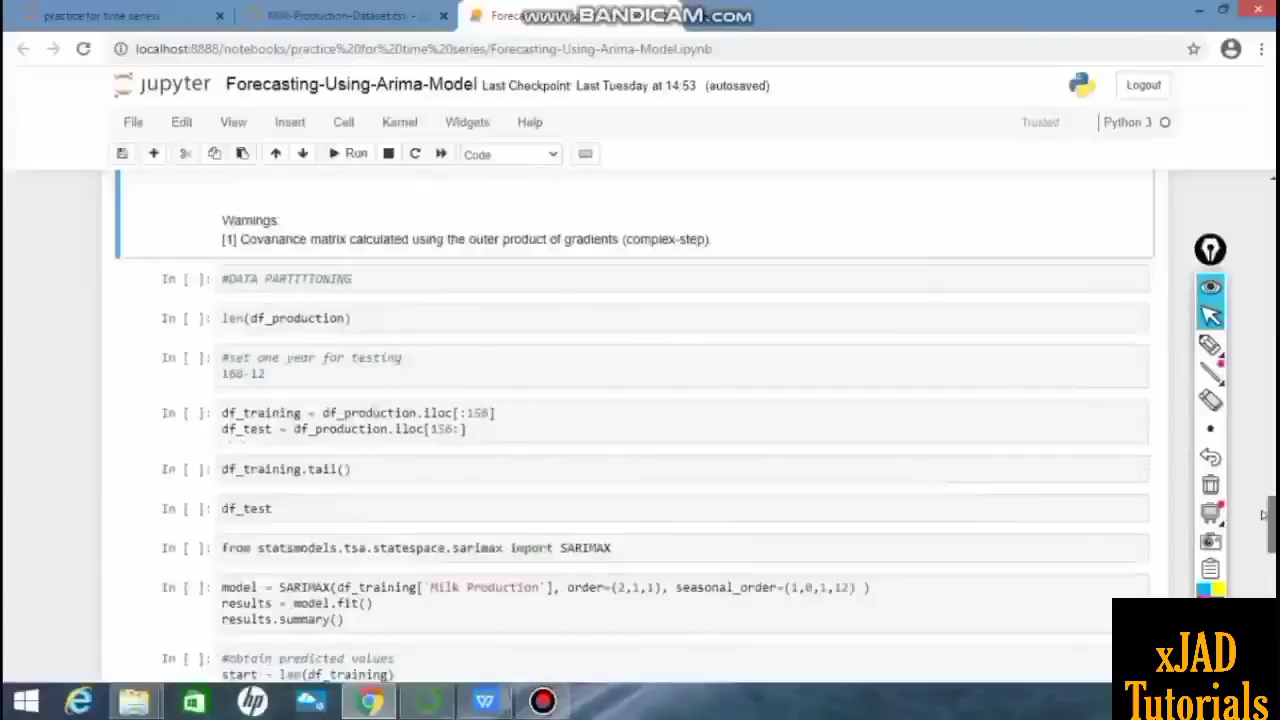 practice for time series/
Milk-Production-Dataset.tsv -
Forecas
www.BANDICAM.com
localhost:8888/notebooks/practice%20for%20time%20series/Forecasting-Using-Arima-Model.ipynb
jupyter Forecasting-Using-Arima-Model Last Checkpoint: Last Tuesday at 14:53 (autosaved)
Logout
File Edit View Insert Cell Kernel Widgets Help
Trusted
Python 3
Run
Code
Warnings:
[1] Covariance matrix calculated using the outer product of gradients (complex-step).
In [ ]: #DATA PARTITIONING
In [ ]: len(df_production)
In [ ]: #set one year for testing
168-12
In [ ]: df_training = df_production.iloc[:156]
df_test = df_production.iloc[156:]
In [ ]: df_training.tail()
In [ ]: df_test
In [ ]: from statsmodels.tsa.statespace.sarimax import SARIMAX
In [ ]: model = SARIMAX(df_training['Milk Production'], order=(2,1,1), seasonal_order=(1,0,1,12) )
results = model.fit()
results.summary()
In [ ]: #obtain predicted values
start = len(df_training)
xJAD
Tutorials
hp